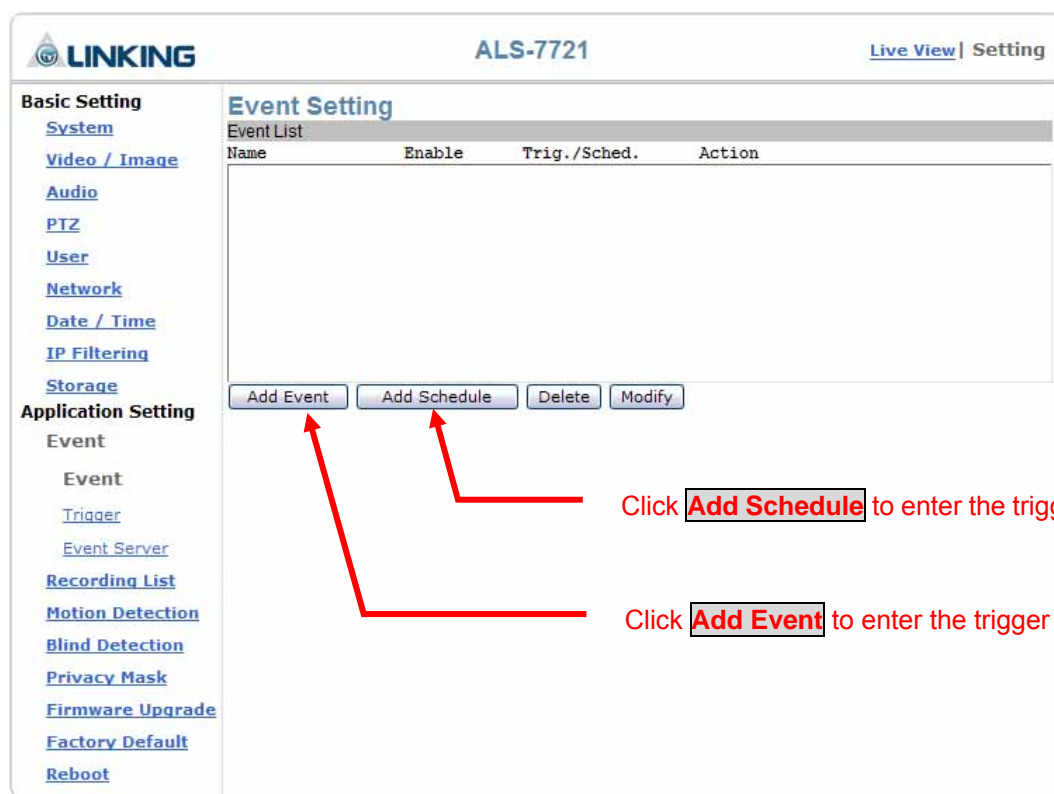 LINKING
ALS-7721
Live View | Setting
Basic Setting
System
Video / Image
Audio
PTZ
User
Network
Date / Time
IP Filtering
Storage
Application Setting
Event
Event
Trigger
Event Server
Recording List
Motion Detection
Blind Detection
Privacy Mask
Firmware Upgrade
Factory Default
Reboot
Event Setting
Event List
Name Enable Trig./Sched. Action
Add Event Add Schedule Delete Modify
Click Add Schedule to enter the
Click Add Event to enter the trigger